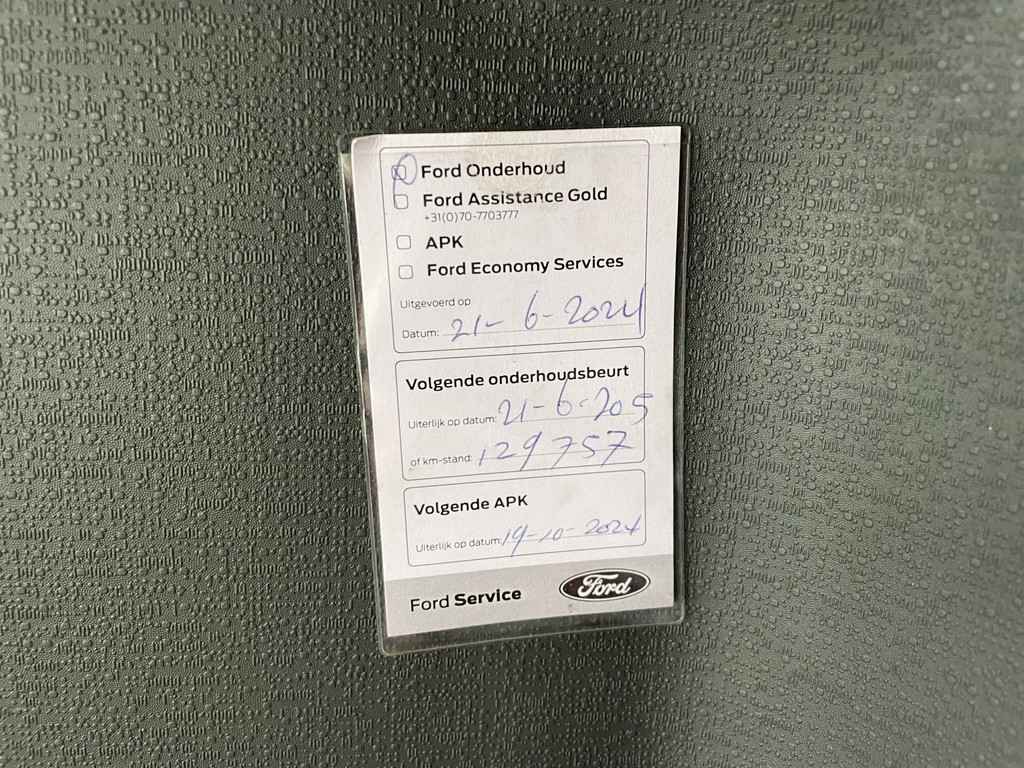 Ford Onderhoud
Ford Assistance Gold
+31(0)70-7703777
APK
Ford Economy Services
Uitgevoerd op
Datum: 21-6-2024
Volgende onderhoudsbeurt
Uiterlijk op datum: 21-6-205
of km-stand: 129757
Volgende APK
Uiterlijk op datum: 19-10-2024
Ford Service
Ford